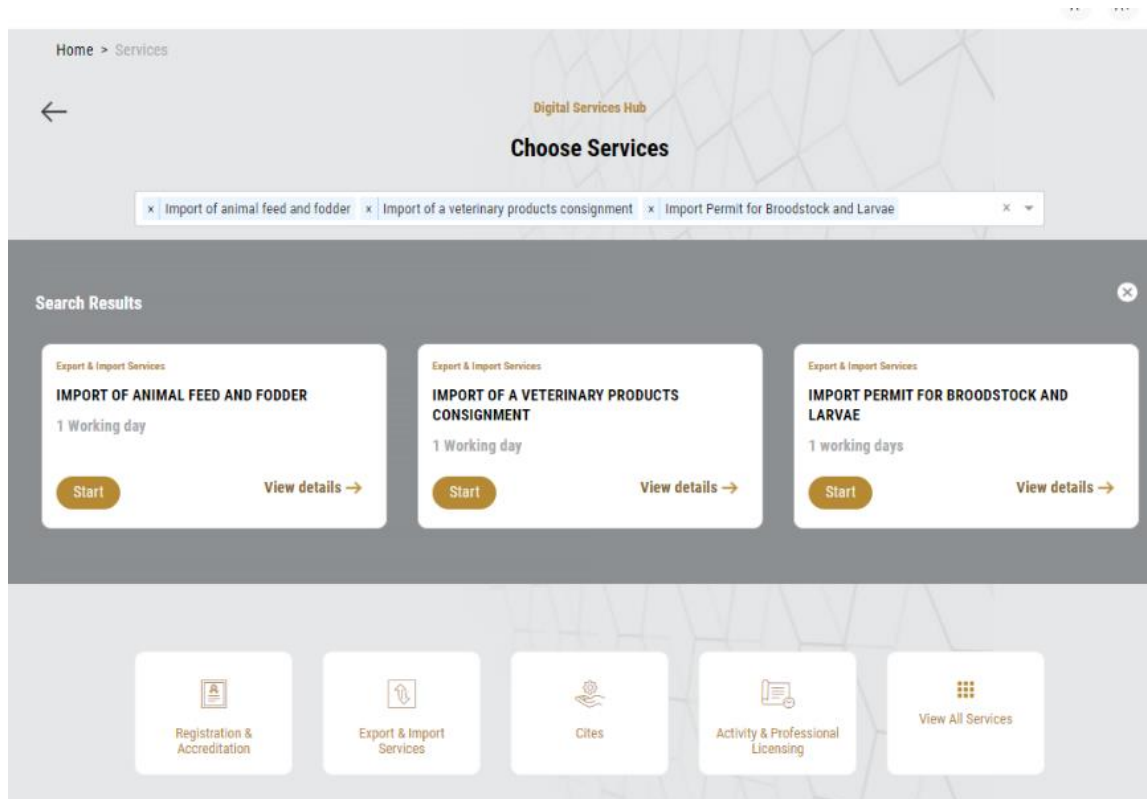 Home > Services
Digital Services Hub
Choose Services
× Import of animal feed and fodder × Import of a veterinary products consignment × Import Permit for Broodstock and Larvae ×
Search Results
Export & Import Services
IMPORT OF ANIMAL FEED AND FODDER
1 Working day
Start View details →
Export & Import Services
IMPORT OF A VETERINARY PRODUCTS
CONSIGNMENT
1 Working day
Start View details →
Export & Import Services
IMPORT PERMIT FOR BROODSTOCK AND
LARVAE
1 working days
Start View details →
Registration &
Accreditation
Export & Import
Services
Cites
Activity & Professional
Licensing
View All Services